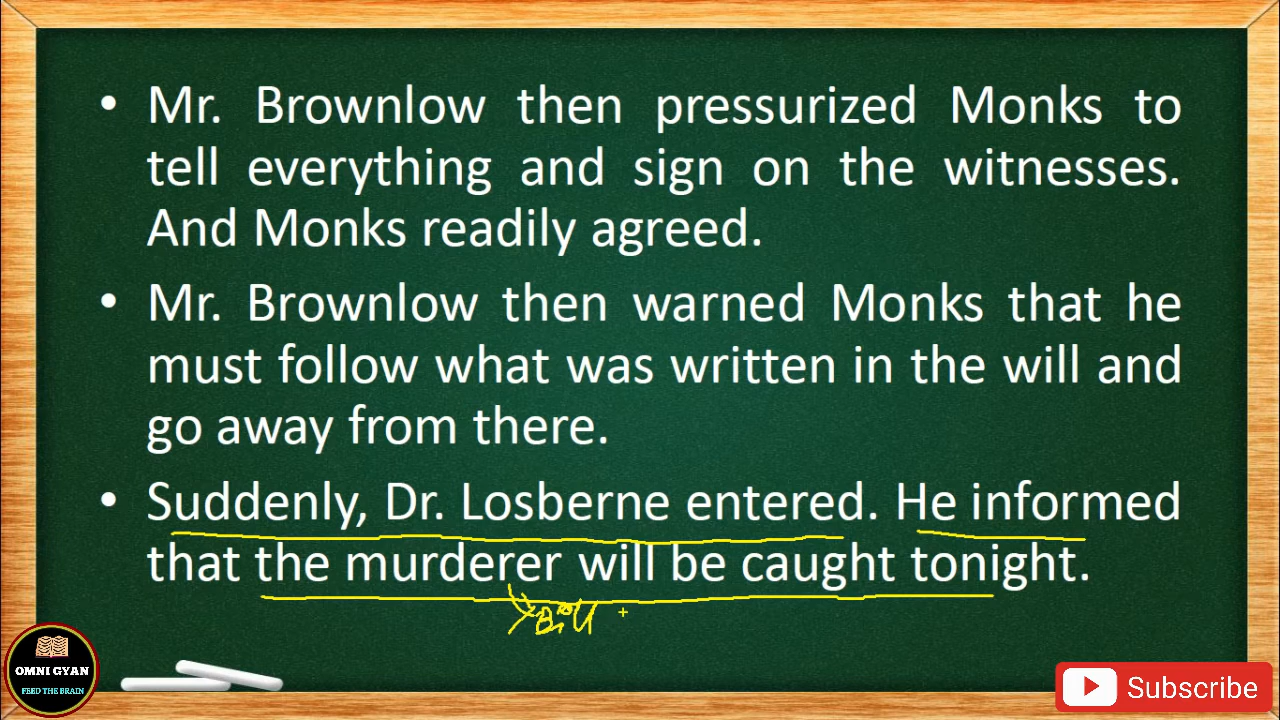 • Mr. Brownlow then pressurized Monks to
tell everything and sign on the witnesses.
And Monks readily agreed.
• Mr. Brownlow then warned Monks that he
must follow what was written in the will and
go away from there.
• Suddenly, Dr. Losberne entered. He informed
that the murderer will be caught tonight.
Bill
OMNI GYAN
FEED THE BRAIN
Subscribe